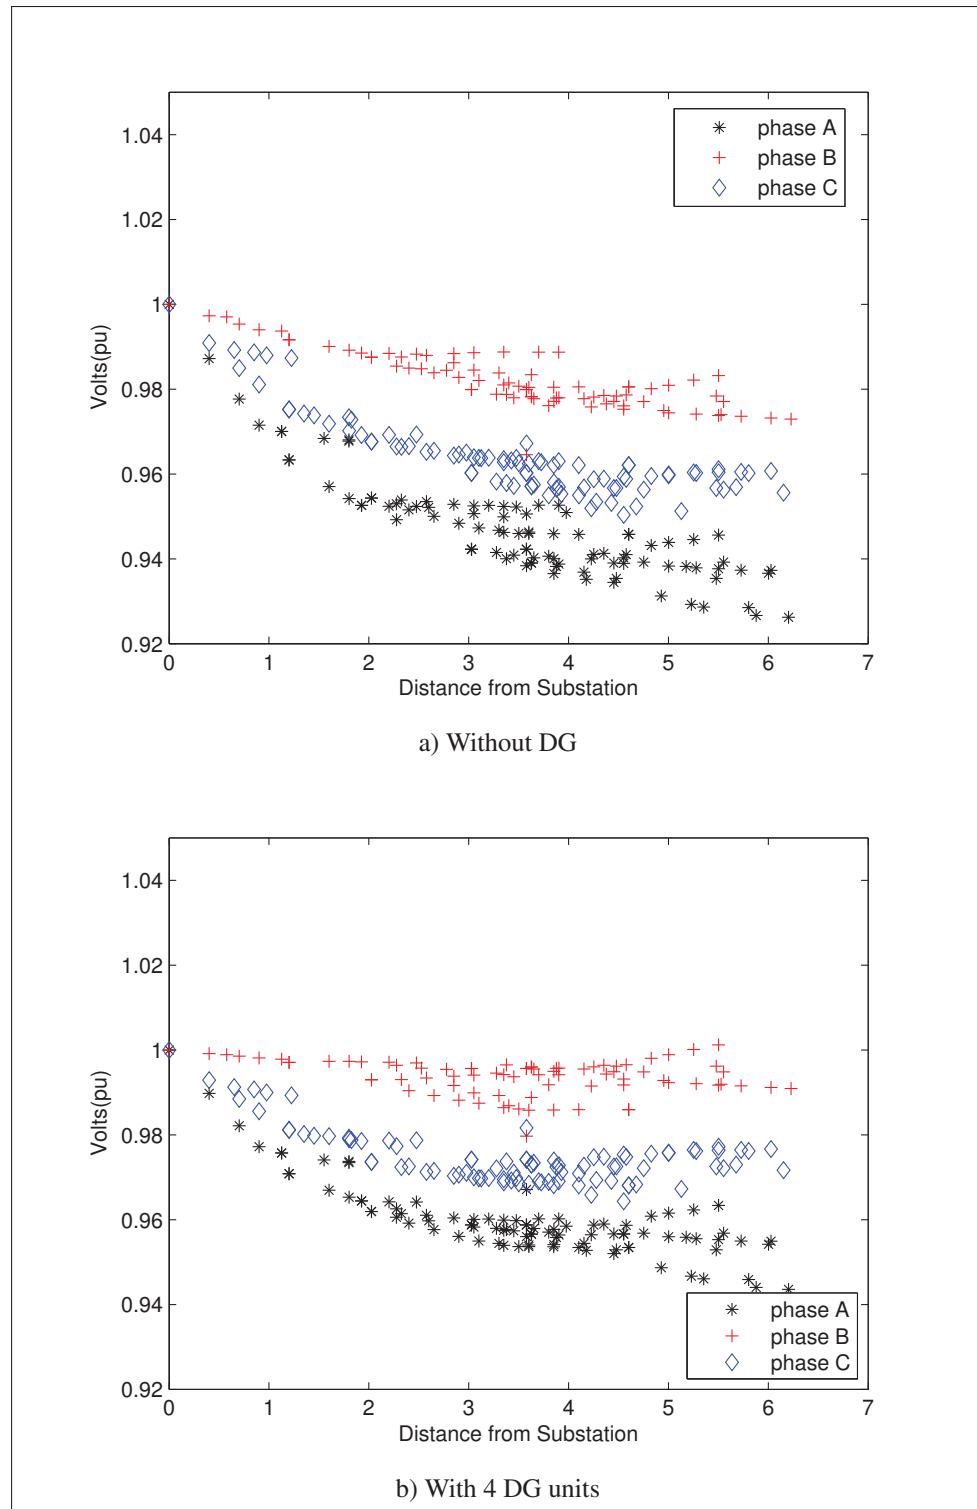 1.04
1.02
1
0.98
0.96
0.94
0.92
Volts(pu)
phase A
phase B
phase C
0 1 2 3 4 5 6 7
Distance from Substation
a) Without DG
1.04
1.02
1
0.98
0.96
0.94
0.92
Volts(pu)
phase A
phase B
phase C
0 1 2 3 4 5 6 7
Distance from Substation
b) With 4 DG units